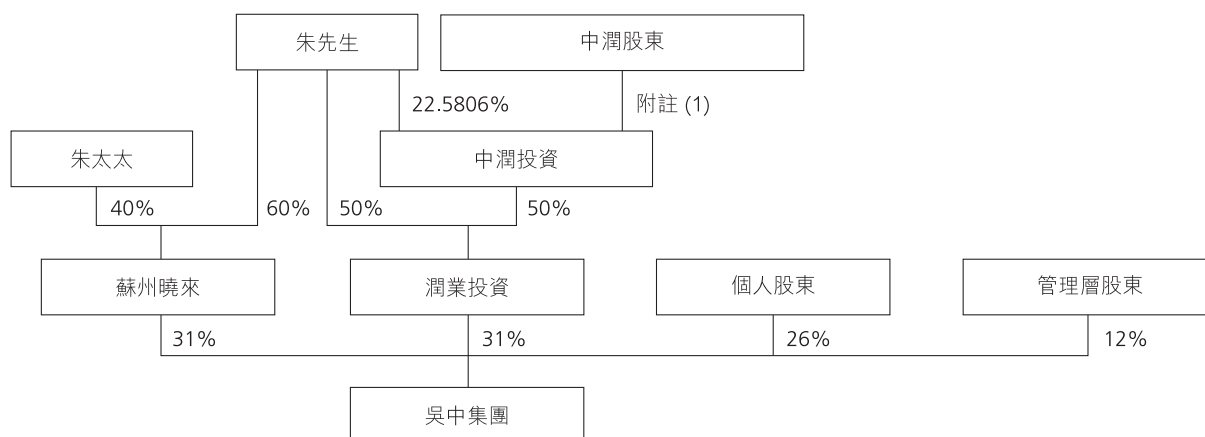 朱先生
中潤股東
22.5806%
附註 (1)
朱太太
中潤投資
40%
60%
50%
50%
蘇州曉來
潤業投資
個人股東
管理層股東
31%
31%
26%
12%
吳中集團